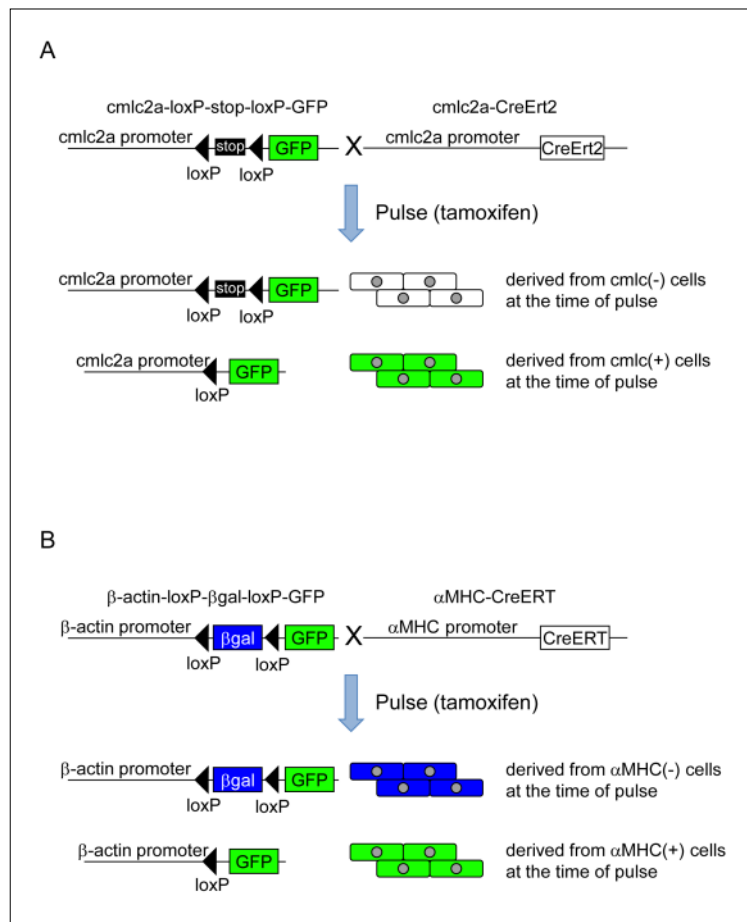 A
cmlc2a-loxP-stop-loxP-GFP cmlc2a-CreErt2
cmlc2a promoter stop GFP X cmlc2a promoter CreErt2
loxP loxP
Pulse (tamoxifen)
cmlc2a promoter stop GFP derived from cmlc(-) cells
loxP loxP at the time of pulse
cmlc2a promoter GFP derived from cmlc(+) cells
loxP at the time of pulse
B
β-actin-loxP-βgal-loxP-GFP αMHC-CreERT
β-actin promoter βgal GFP X αMHC promoter CreERT
loxP loxP
Pulse (tamoxifen)
β-actin promoter βgal GFP derived from αMHC(-) cells
loxP loxP at the time of pulse
β-actin promoter GFP derived from αMHC(+) cells
loxP at the time of pulse